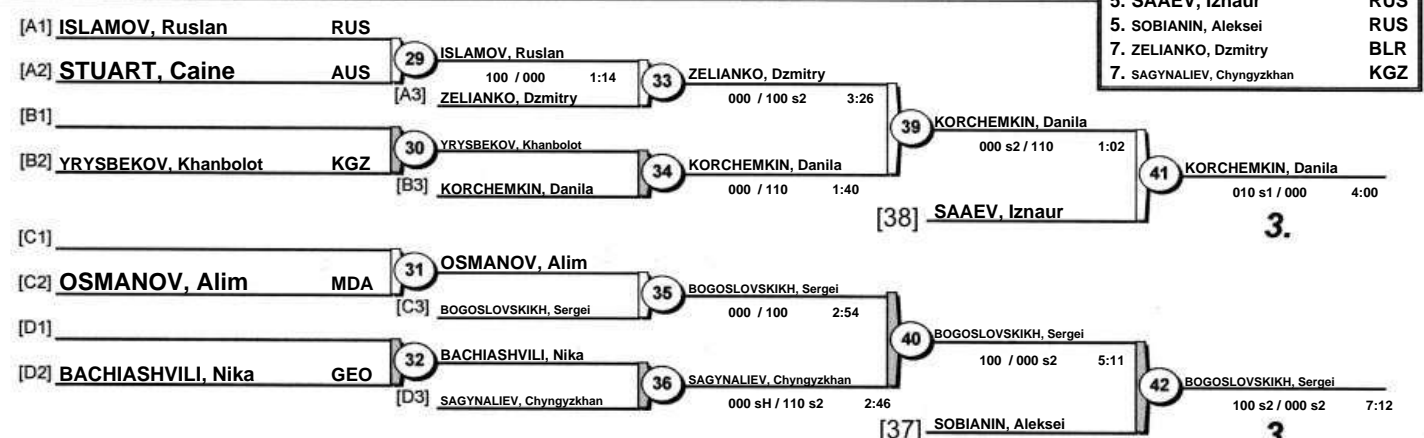 5. SAAEV, Iznaur RUS
5. SOBIANIN, Aleksei RUS
7. ZELIANKO, Dzmitry BLR
7. SAGYNALIEV, Chyngyzkhan KGZ
[A1] ISLAMOV, Ruslan RUS
29 ISLAMOV, Ruslan
[A2] STUART, Caine AUS
100 / 000 1:14
33 ZELIANKO, Dzmitry
[A3] ZELIANKO, Dzmitry
000 / 100 s2 3:26
[B1]
39 KORCHEMKIN, Danila
30 YRYSBEKOV, Khanbolot
000 s2 / 110 1:02
[B2] YRYSBEKOV, Khanbolot KGZ
34 KORCHEMKIN, Danila
41 KORCHEMKIN, Danila
[B3] KORCHEMKIN, Danila
000 / 110 1:40
010 s1 / 000 4:00
[38] SAAEV, Iznaur
3.
[C1]
31 OSMANOV, Alim
[C2] OSMANOV, Alim MDA
35 BOGOSLOVSKIKH, Sergei
[C3] BOGOSLOVSKIKH, Sergei
000 / 100 2:54
[D1]
40 BOGOSLOVSKIKH, Sergei
32 BACHIASHVILI, Nika
100 / 000 s2 5:11
[D2] BACHIASHVILI, Nika GEO
36 SAGYNALIEV, Chyngyzkhan
42 BOGOSLOVSKIKH, Sergei
[D3] SAGYNALIEV, Chyngyzkhan
000 sH / 110 s2 2:46
100 s2 / 000 s2 7:12
[37] SOBIANIN, Aleksei
3.